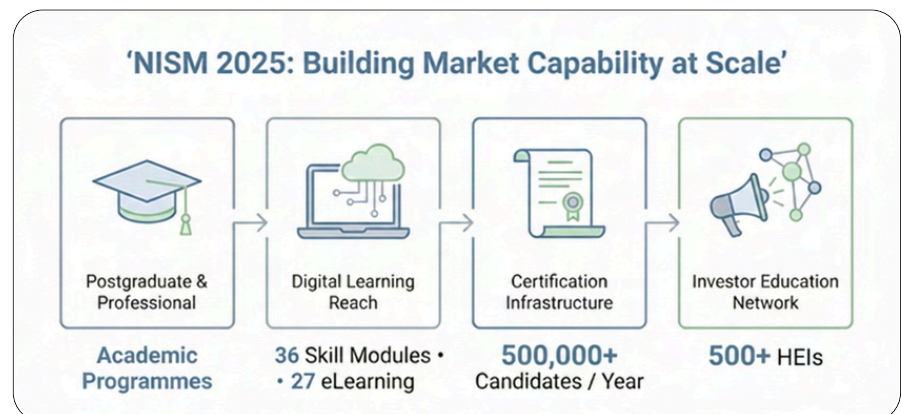 ‘NISM 2025: Building Market Capability at Scale’
Postgraduate &
Professional
Academic
Programmes
Digital Learning
Reach
36 Skill Modules •
• 27 eLearning
Certification
Infrastructure
500,000+
Candidates / Year
Investor Education
Network
500+ HEIs